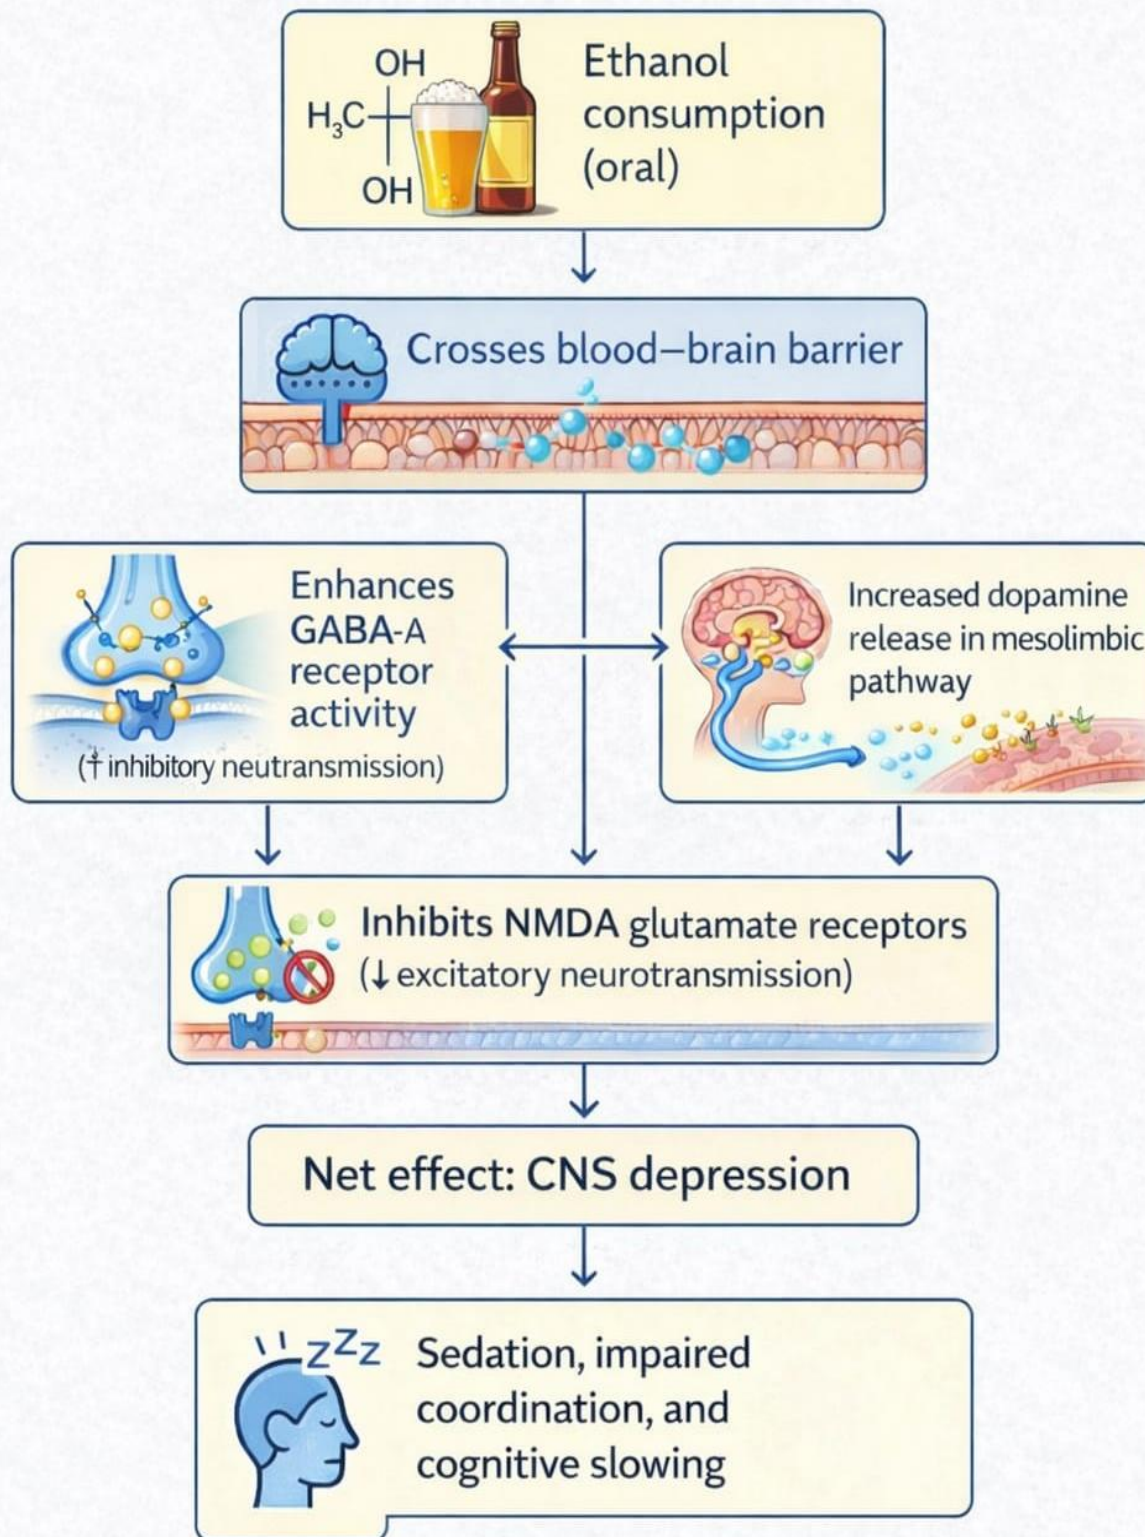 OH
H₃C
OH
Ethanol
consumption
(oral)
Crosses blood–brain barrier
Enhances
GABA-A
receptor
activity
(↑ inhibitory neutransmission)
Increased dopamine
release in mesolimbic
pathway
Inhibits NMDA glutamate receptors
(↓ excitatory neurotransmission)
Net effect: CNS depression
zZz
Sedation, impaired
coordination, and
cognitive slowing